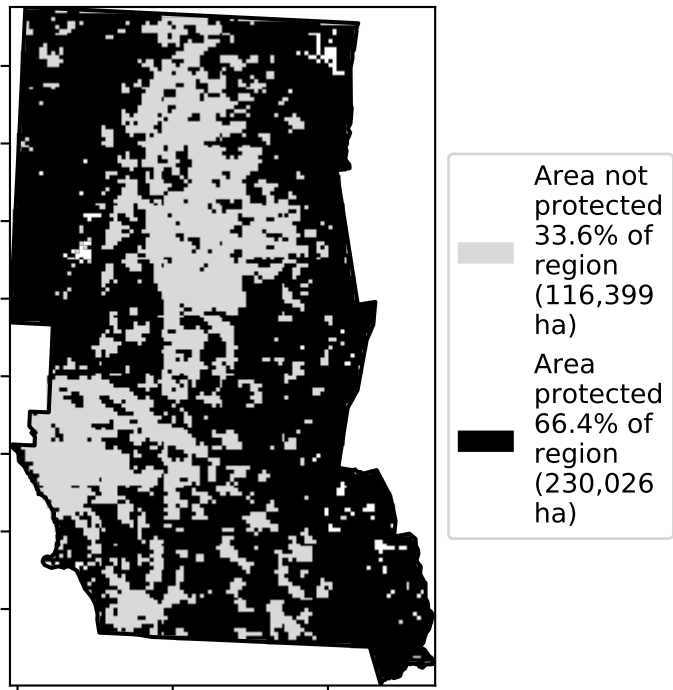 Area not
protected
33.6% of
region
(116,399
ha)
Area
protected
66.4% of
region
(230,026
ha)